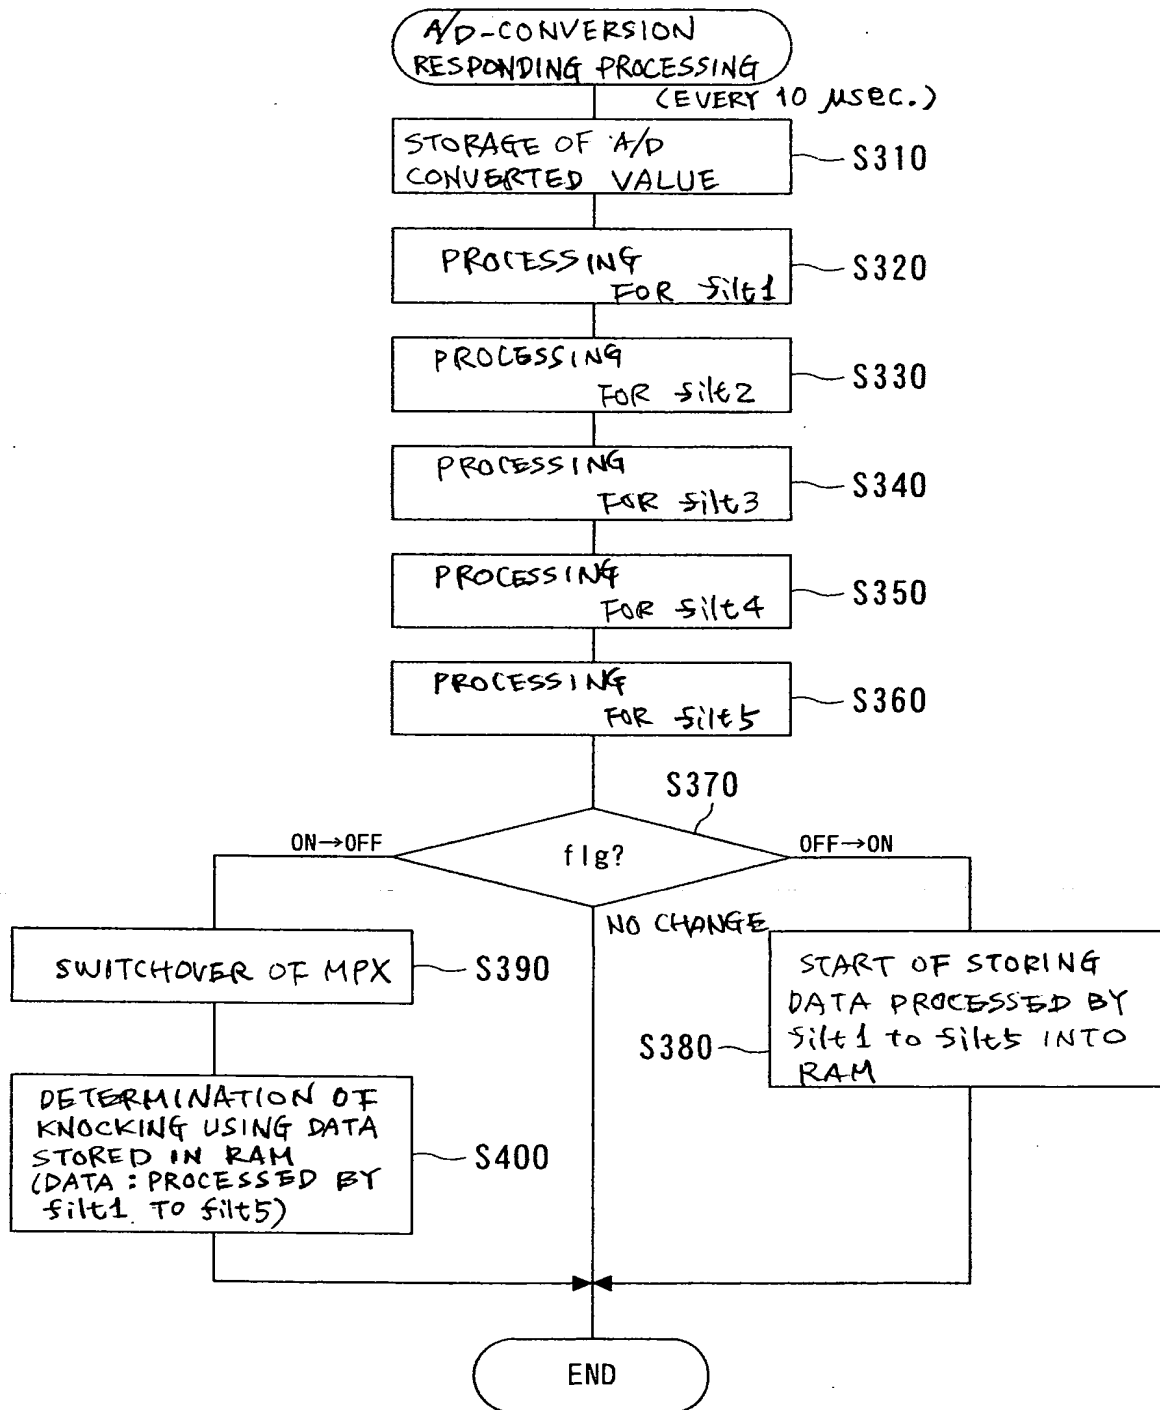 A/D-CONVERSION
RESPONDING PROCESSING
(EVERY 10 μsec.)
STORAGE OF A/D
CONVERTED VALUE
S310
PROCESSING
FOR filt1
S320
PROCESSING
FOR filt2
S330
PROCESSING
FOR filt3
S340
PROCESSING
FOR filt4
S350
PROCESSING
FOR filt5
S360
S370
ON→OFF
flg?
OFF→ON
NO CHANGE
SWITCHOVER OF MPX
S390
START OF STORING
DATA PROCESSED BY
filt1 to filt5 INTO
RAM
S380
DETERMINATION OF
KNOCKING USING DATA
STORED IN RAM
(DATA : PROCESSED BY
filt1 TO filt5)
S400
END